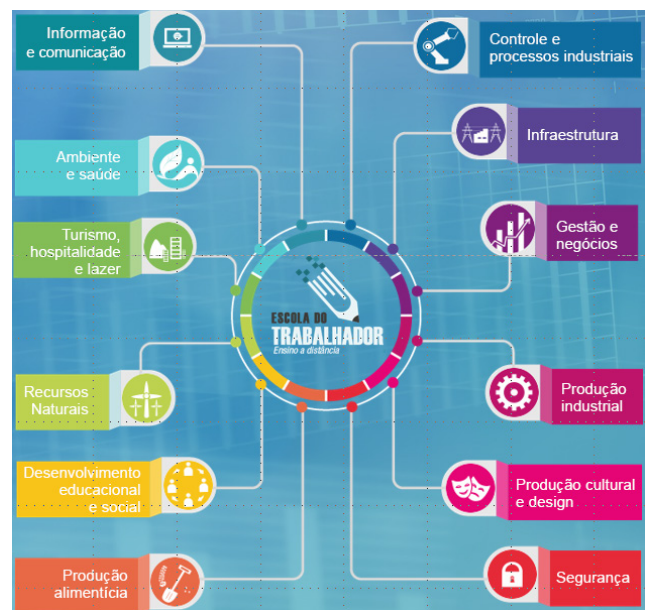 Informação
e comunicação
Controle e
processos industriais
Ambiente
e saúde
Infraestrutura
Turismo,
hospitalidade
e lazer
Gestão e
negócios
ESCOLA DO
TRABALHADOR
Ensino a distância
Recursos
Naturais
Produção
industrial
Desenvolvimento
educacional
e social
Produção cultural
e design
Produção
alimentícia
Segurança